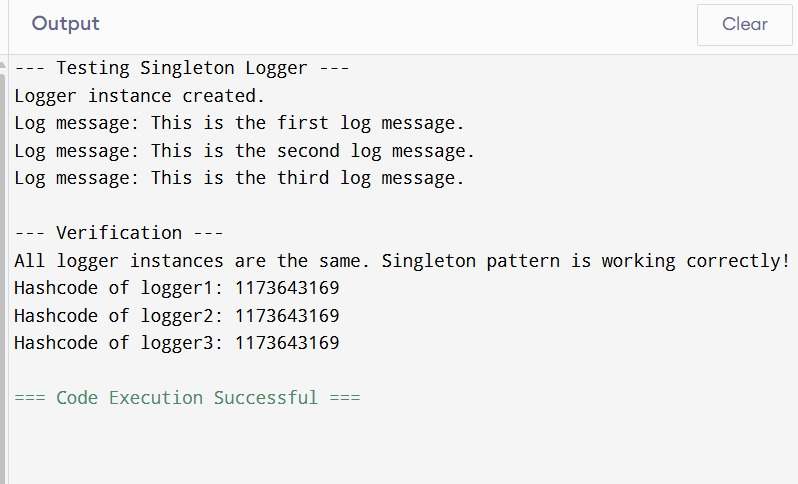 Output
Clear
--- Testing Singleton Logger ---
Logger instance created.
Log message: This is the first log message.
Log message: This is the second log message.
Log message: This is the third log message.
--- Verification ---
All logger instances are the same. Singleton pattern is working correctly!
Hashcode of logger1: 1173643169
Hashcode of logger2: 1173643169
Hashcode of logger3: 1173643169
=== Code Execution Successful ===